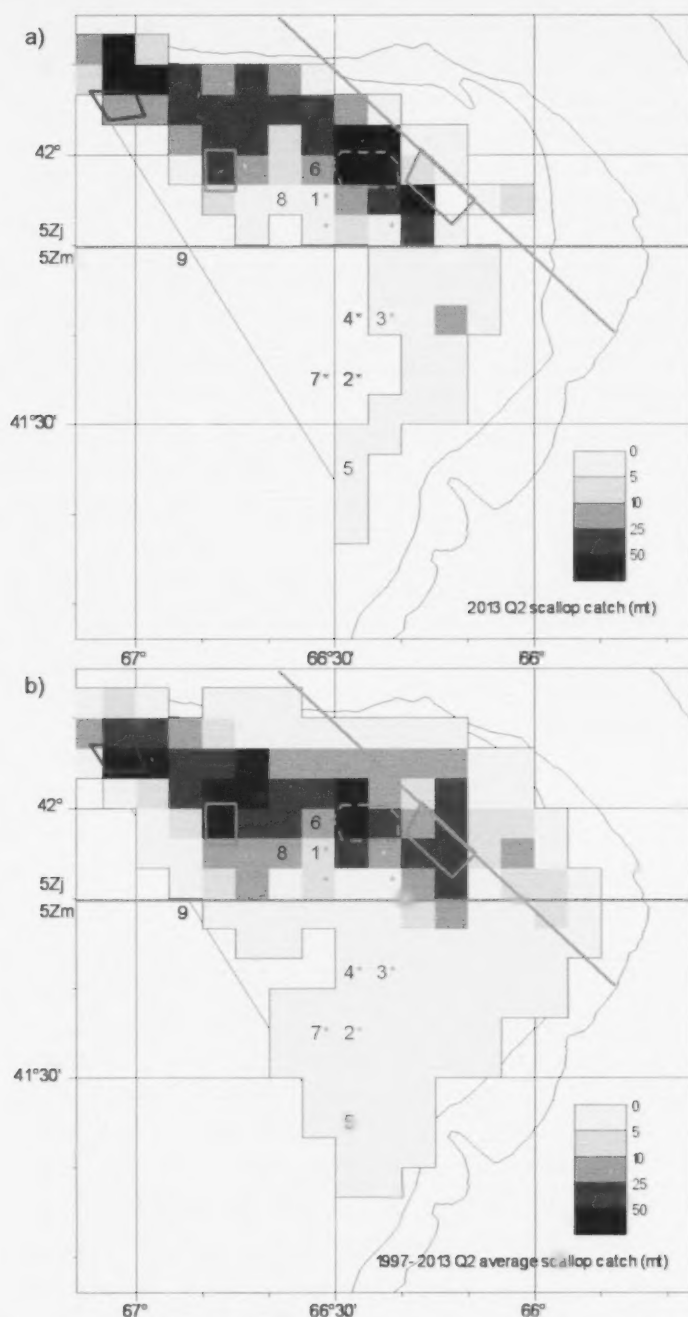 a)
42°
6
8 1*
5Zj
5Zm
9
4* 3*
7* 2*
41°30'
5
0
5
10
25
50
2013 Q2 scallop catch (mt)
67° 66°30' 66°
b)
42°
6
8 1*
5Zj
5Zm
9
4* 3*
7* 2*
41°30'
5
0
5
10
25
50
1997-2013 Q2 average scallop catch (mt)
67° 66°30' 66°